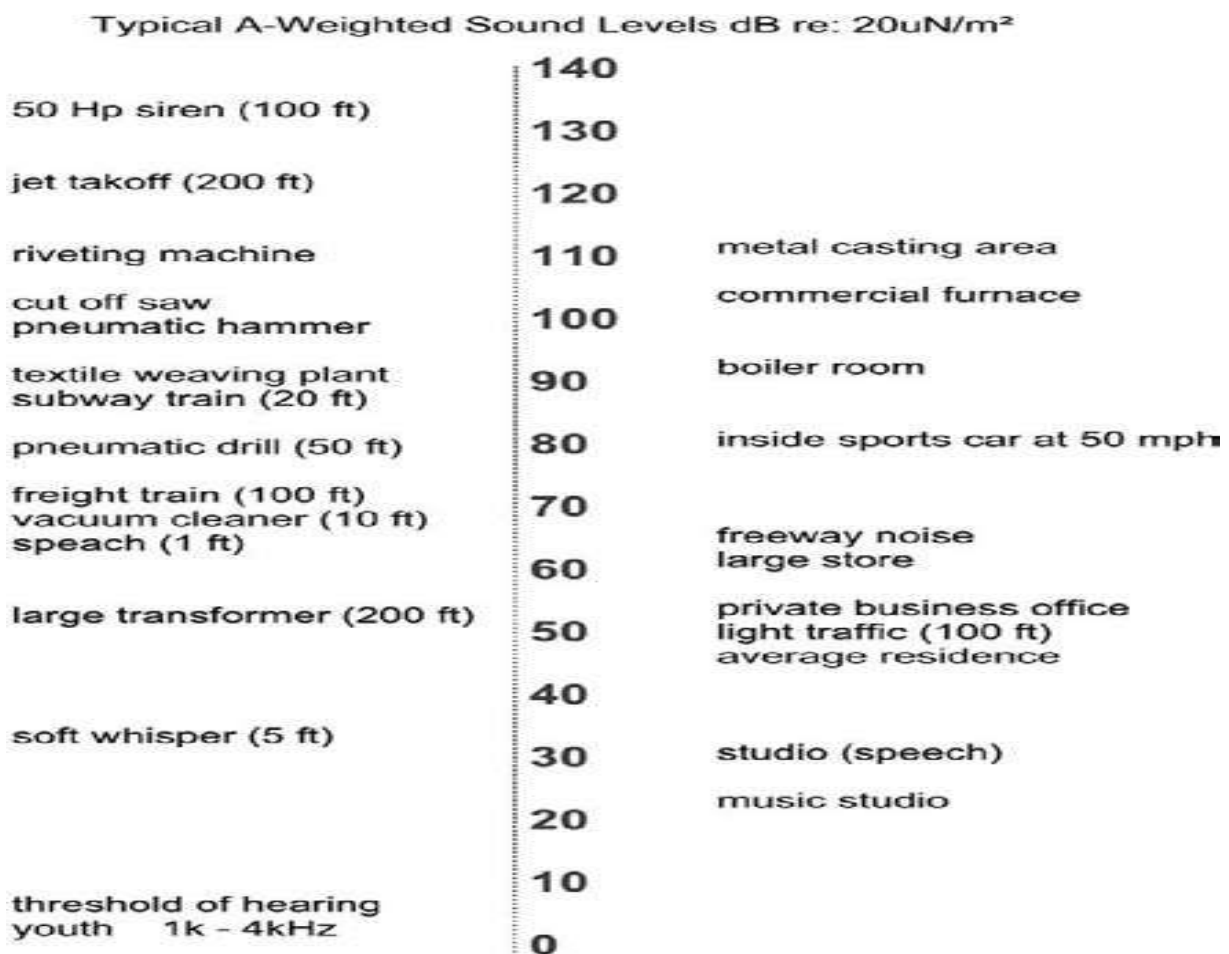 Typical A-Weighted Sound Levels dB re: 20uN/m²
140
50 Hp siren (100 ft)
130
jet takoff (200 ft)
120
riveting machine
110
metal casting area
cut off saw
commercial furnace
pneumatic hammer
100
textile weaving plant
90
boiler room
subway train (20 ft)
pneumatic drill (50 ft)
80
inside sports car at 50 mph
freight train (100 ft)
70
vacuum cleaner (10 ft)
speach (1 ft)
freeway noise
60
large store
large transformer (200 ft)
private business office
50
light traffic (100 ft)
average residence
40
soft whisper (5 ft)
30
studio (speech)
music studio
20
10
threshold of hearing
youth 1k - 4kHz
0